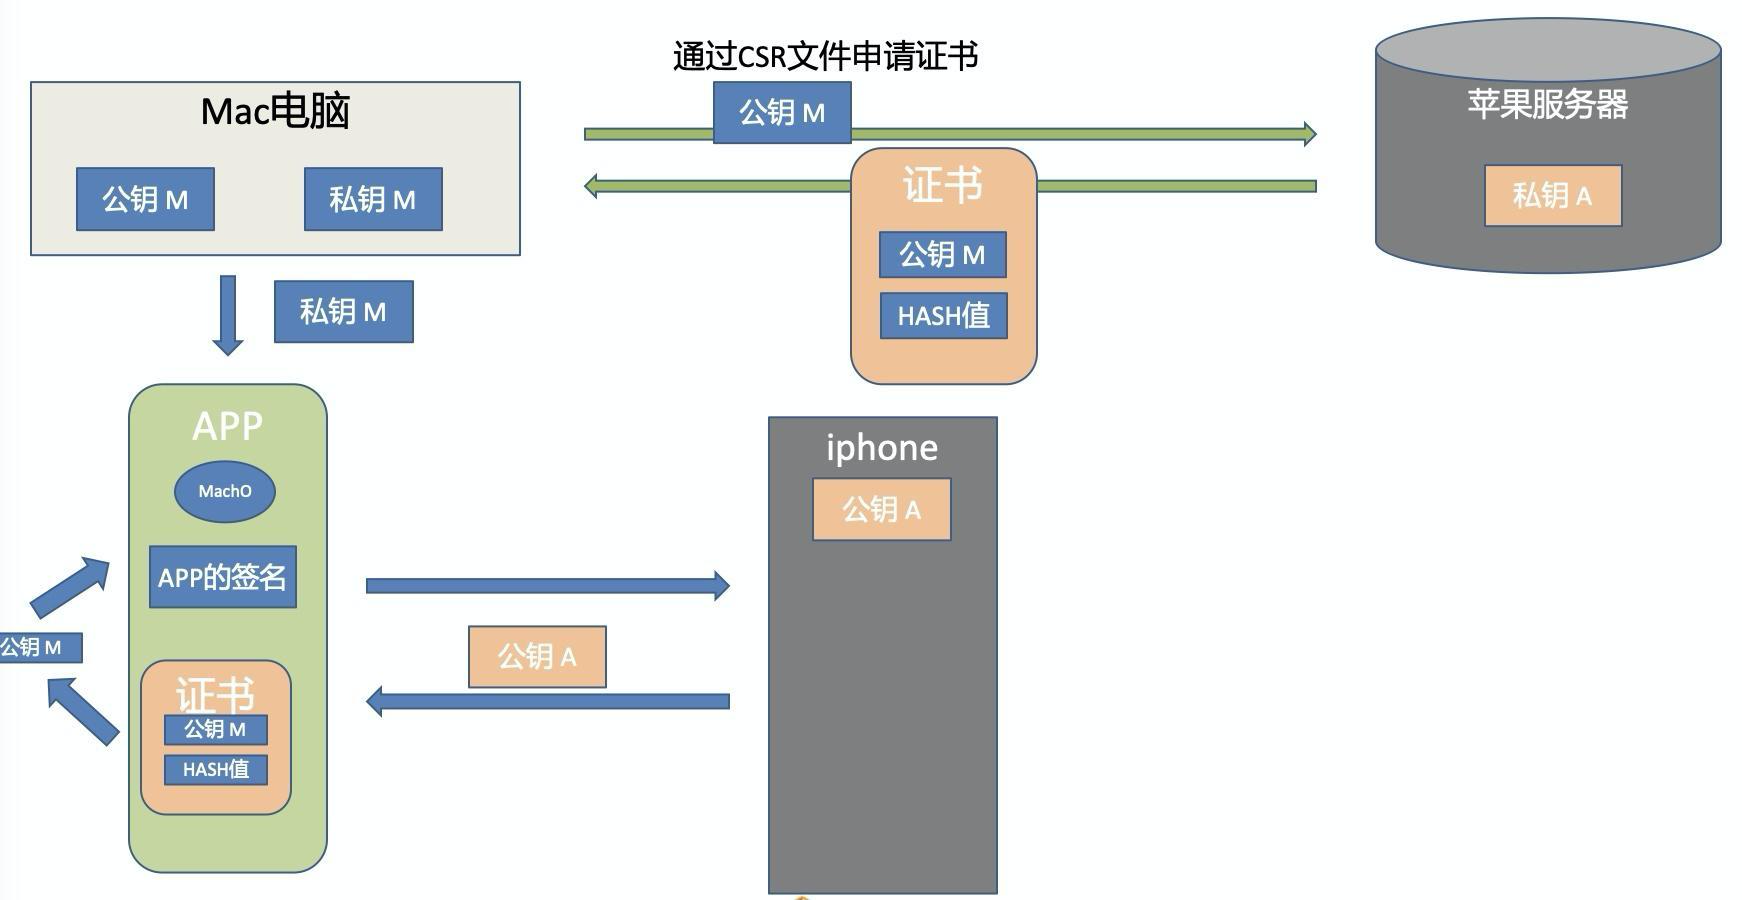 通过CSR文件申请证书
Mac电脑
公钥 M
私钥 M
公钥 M
苹果服务器
私钥 A
证书
公钥 M
HASH值
私钥 M
APP
MachO
APP的签名
公钥 M
证书
公钥 M
HASH值
公钥 A
iphone
公钥 A